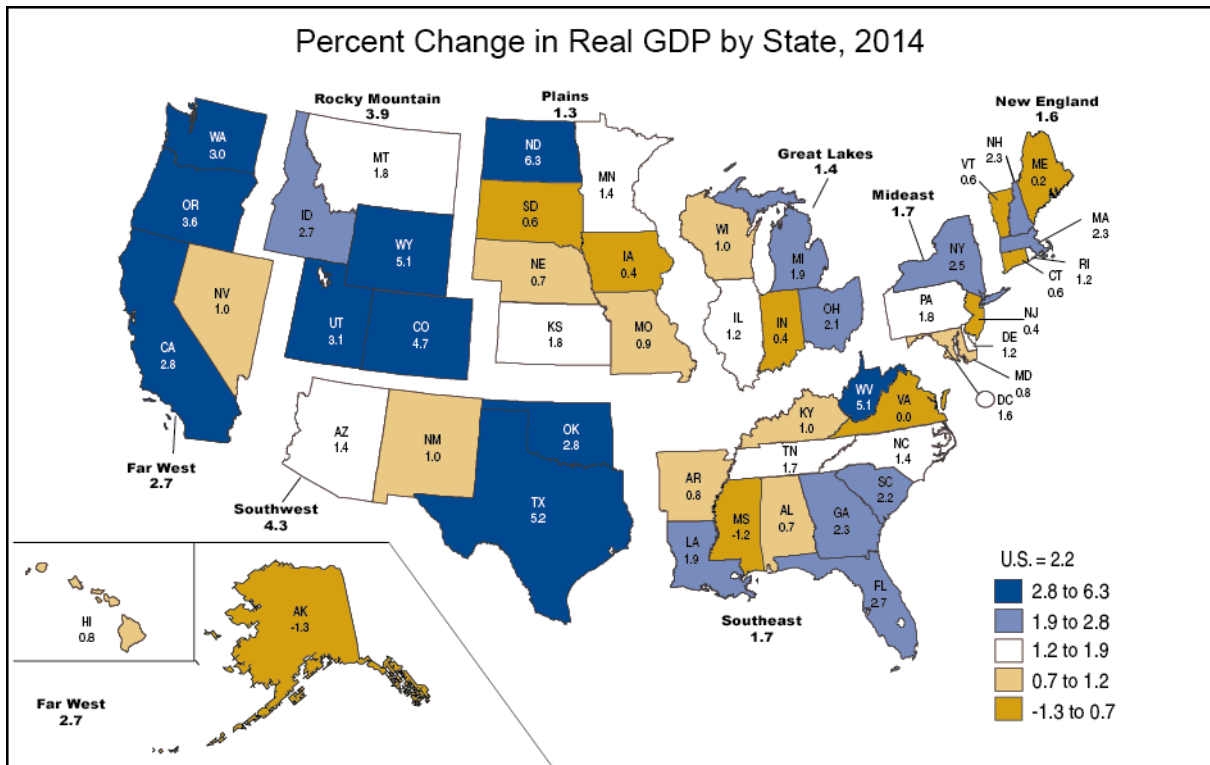 Percent Change in Real GDP by State, 2014
Rocky Mountain
3.9
Plains
1.3
New England
1.6
Great Lakes
1.4
Mideast
1.7
WA
3.0
OR
3.6
CA
2.8
NV
1.0
ID
2.7
MT
1.8
WY
5.1
UT
3.1
CO
4.7
ND
6.3
SD
0.6
NE
0.7
KS
1.8
MN
1.4
IA
0.4
MO
0.9
WI
1.0
MI
1.9
IL
1.2
IN
0.4
OH
2.1
NH
2.3
VT
0.6
ME
0.2
MA
2.3
RI
1.2
CT
0.6
NY
2.5
PA
1.8
NJ
0.4
DE
1.2
MD
0.8
DC
1.6
Far West
2.7
AZ
1.4
NM
1.0
OK
2.8
TX
5.2
Southwest
4.3
WV
5.1
VA
0.0
KY
1.0
TN
1.7
NC
1.4
SC
2.2
AR
0.8
LA
1.9
MS
-1.2
AL
0.7
GA
2.3
FL
2.7
Southeast
1.7
HI
0.8
AK
-1.3
Far West
2.7
U.S. = 2.2
2.8 to 6.3
1.9 to 2.8
1.2 to 1.9
0.7 to 1.2
-1.3 to 0.7